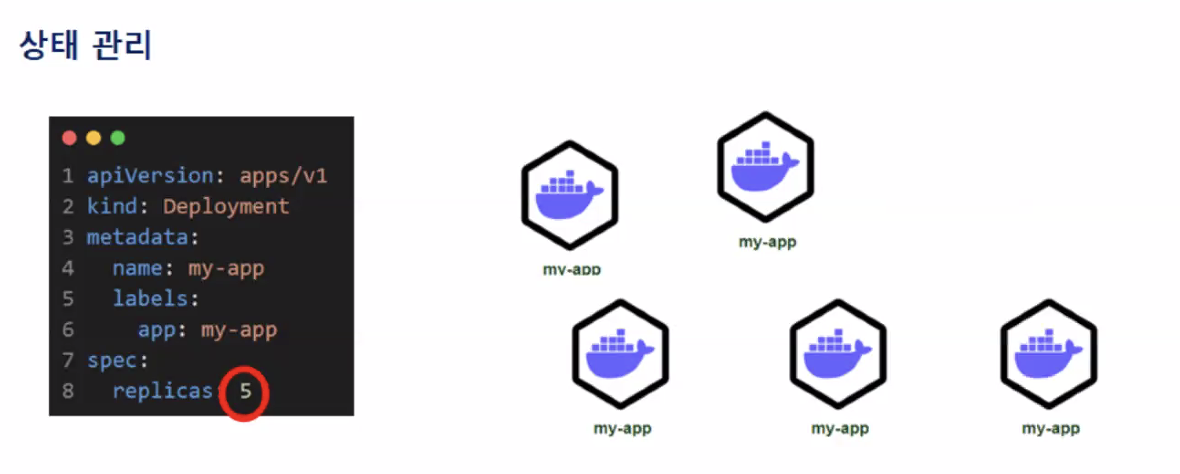 상태 관리
1 apiVersion: apps/v1
2 kind: Deployment
3 metadata:
4   name: my-app
5   labels:
6     app: my-app
7 spec:
8   replicas: 5
my-app
my-app
my-app
my-app
my-app